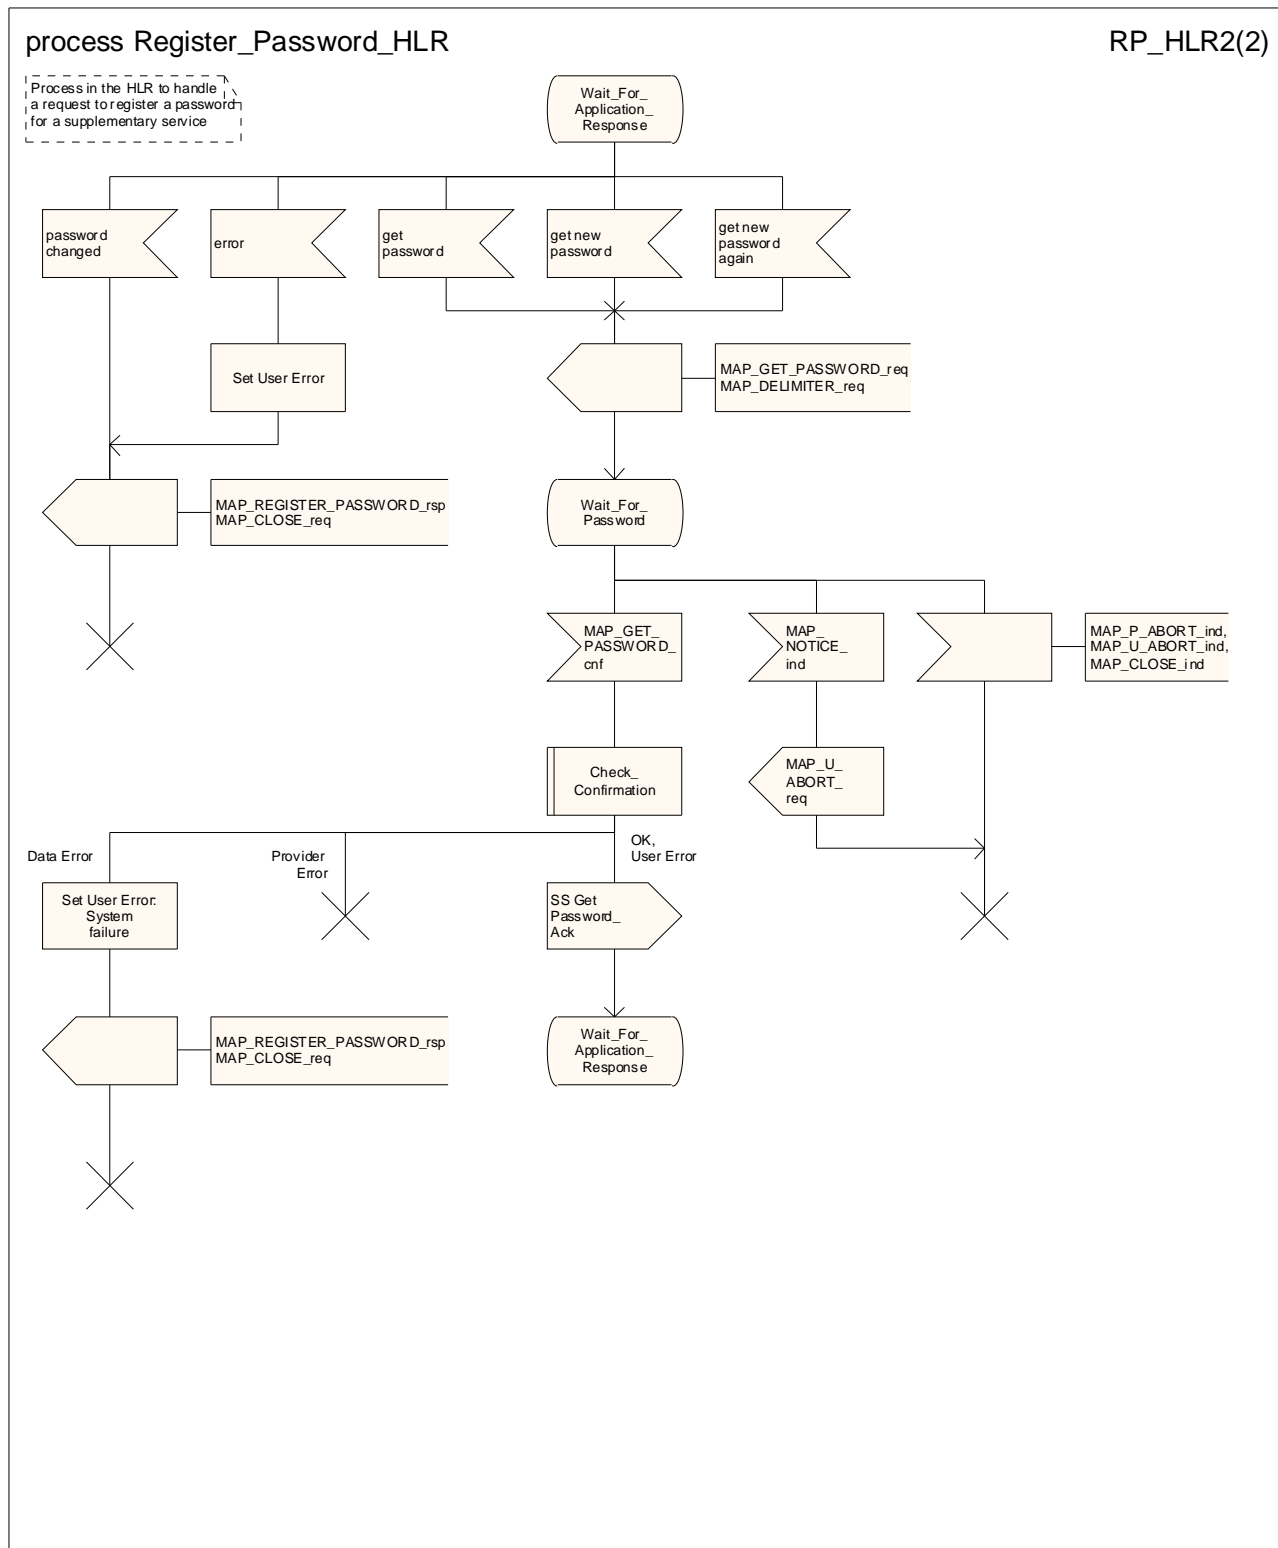 process Register_Password_HLR
RP_HLR2(2)
Process in the HLR to handle
a request to register a password
for a supplementary service
Wait_For_
Application_
Response
password
changed
error
get
password
get new
password
get new
password
again
Set User Error
MAP_GET_PASSWORD_req
MAP_DELIMITER_req
MAP_REGISTER_PASSWORD_rsp
MAP_CLOSE_req
Wait_For_
Password
MAP_GET_
PASSWORD_
cnf
MAP_
NOTICE_
ind
MAP_P_ABORT_ind,
MAP_U_ABORT_ind,
MAP_CLOSE_ind
Check_
Confirmation
MAP_U_
ABORT_
req
Data Error
Provider
Error
OK,
User Error
Set User Error:
System
failure
SS Get
Password_
Ack
MAP_REGISTER_PASSWORD_rsp
MAP_CLOSE_req
Wait_For_
Application_
Response